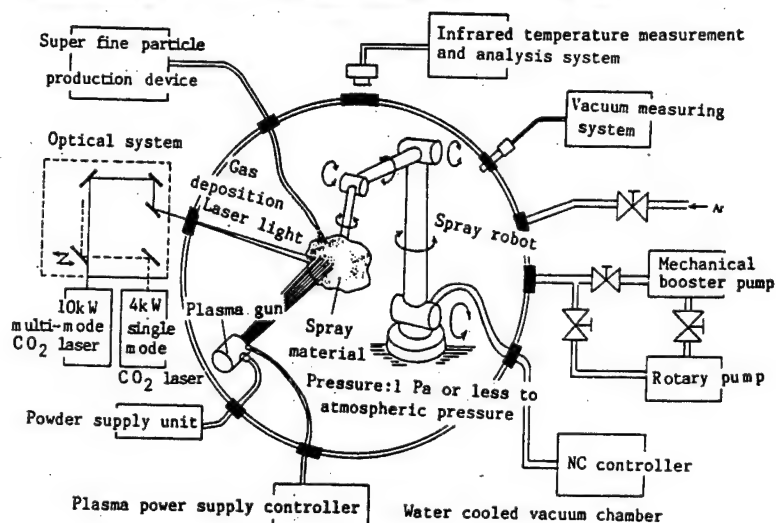 Super fine particle
production device
Infrared temperature measurement
and analysis system
Vacuum measuring
system
Optical system
Gas
deposition
Laser light
Ar
Spray robot
Mechanical
booster pump
10kW
multi-mode
CO2 laser
4kW
single
mode
CO2 laser
Plasma gun
Spray
material
Rotary pump
Pressure:1 Pa or less to
atmospheric pressure
Powder supply unit
NC controller
Plasma power supply controller
Water cooled vacuum chamber